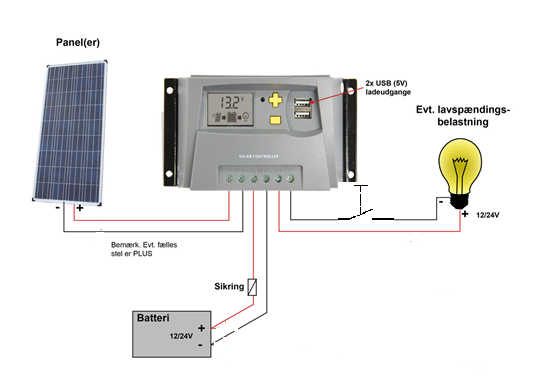 Panel(er)
2x USB (5V)
ladeudgange
Evt. lavspændings-
belastning
13.2 V
SOLAR CONTROLLER
- +
-
+ 12/24V
Bemærk. Evt. fælles
stel er PLUS
Sikring
Batteri
+
12/24V
-